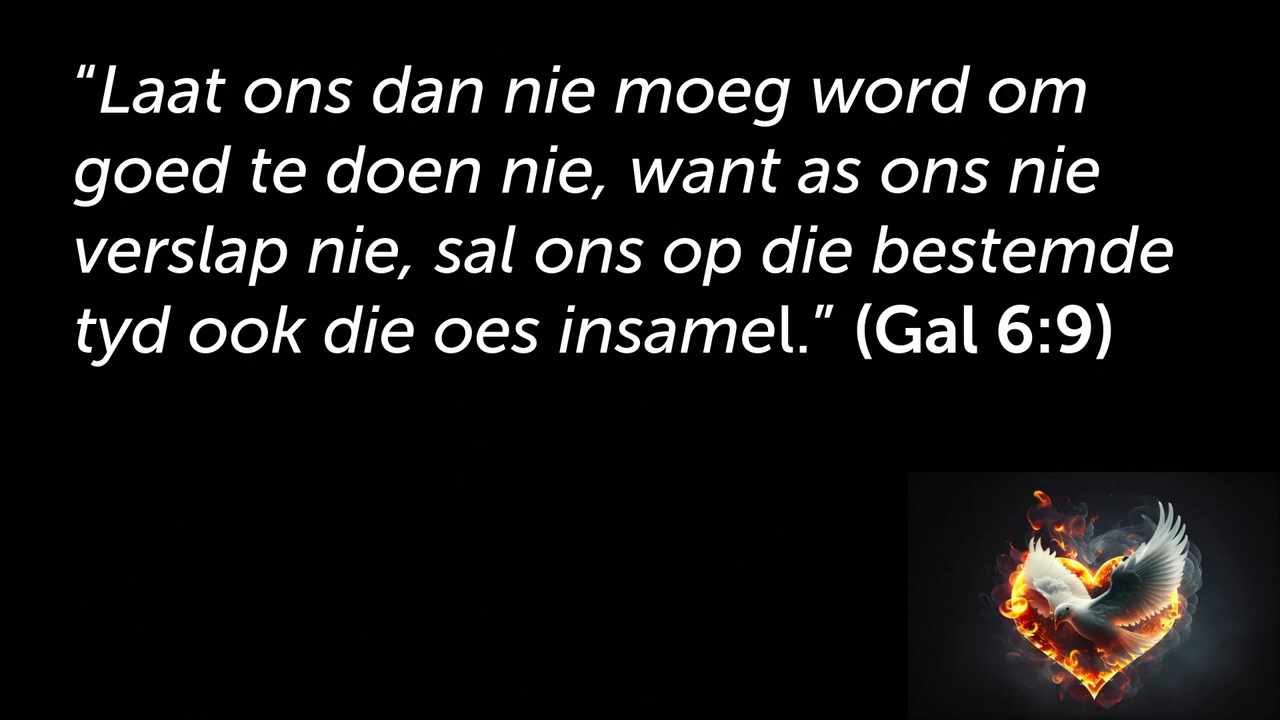 “Laat ons dan nie moeg word om
goed te doen nie, want as ons nie
verslap nie, sal ons op die bestemde
tyd ook die oes insamel.” (Gal 6:9)